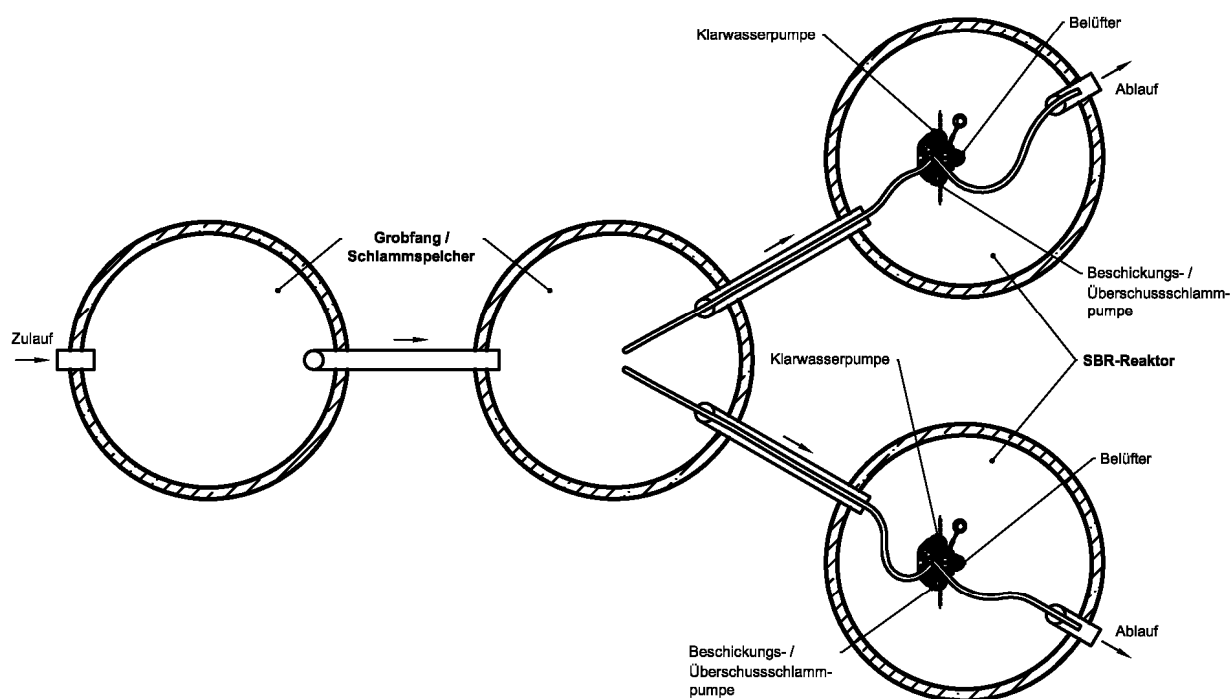 Klarwasserpumpe
Belüfter
Ablauf
Grobfang /
Schlammspeicher
Beschickungs- /
Überschussschlamm-
pumpe
Zulauf
Klarwasserpumpe
SBR-Reaktor
Belüfter
Ablauf
Beschickungs- /
Überschussschlamm-
pumpe